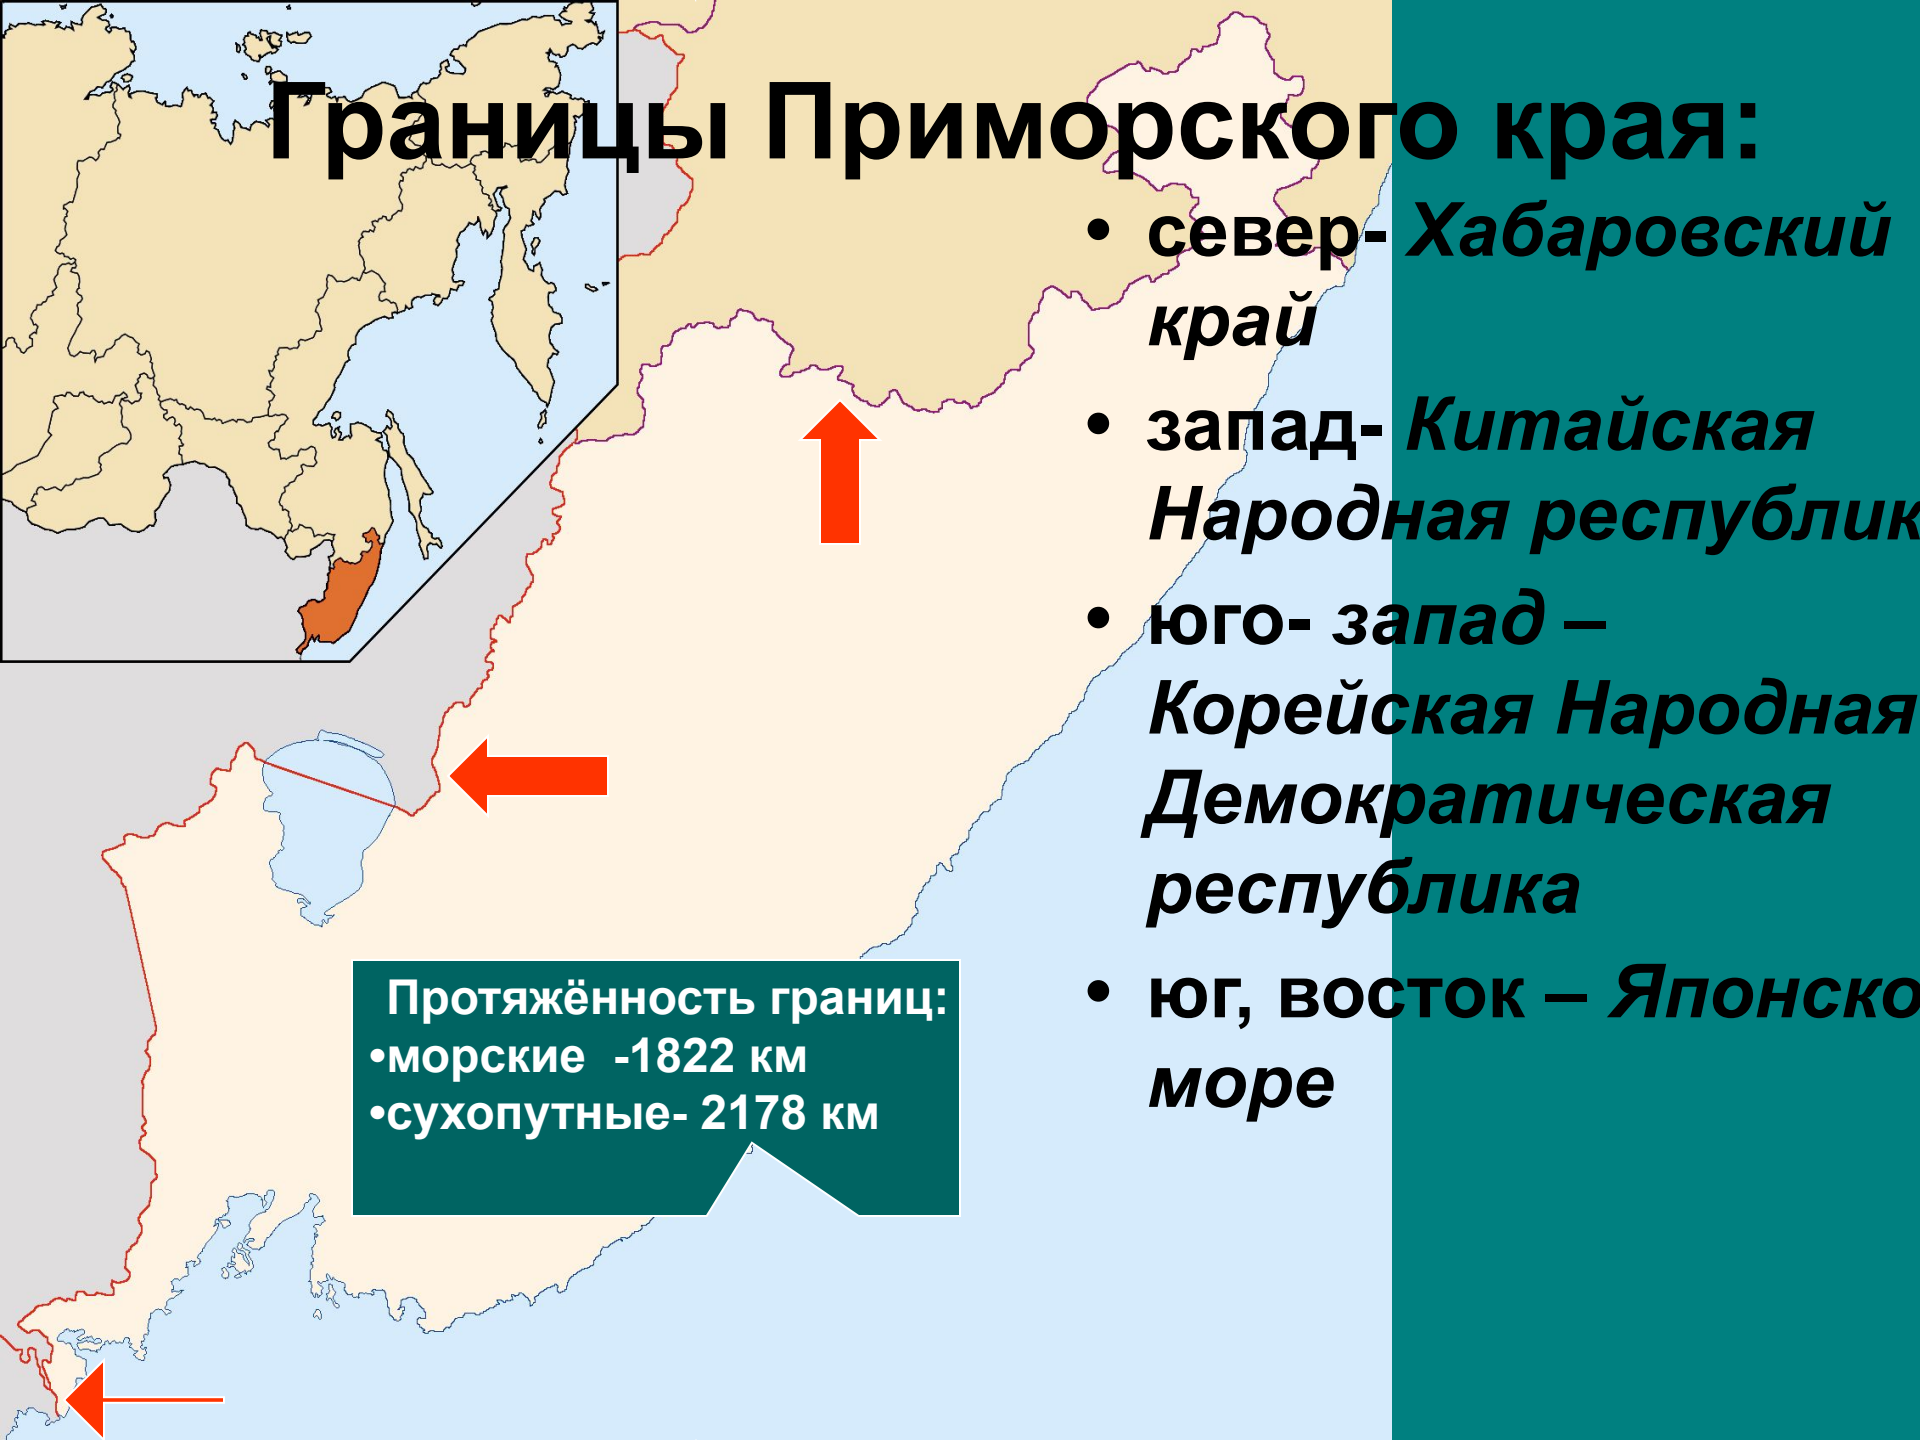 Границы Приморского края:
• север- Хабаровский
край
• запад- Китайская
Народная республик
• юго- запад –
Корейская Народная
Демократическая
республика
• юг, восток – Японско
море
Протяжённость границ:
•морские -1822 км
•сухопутные- 2178 км